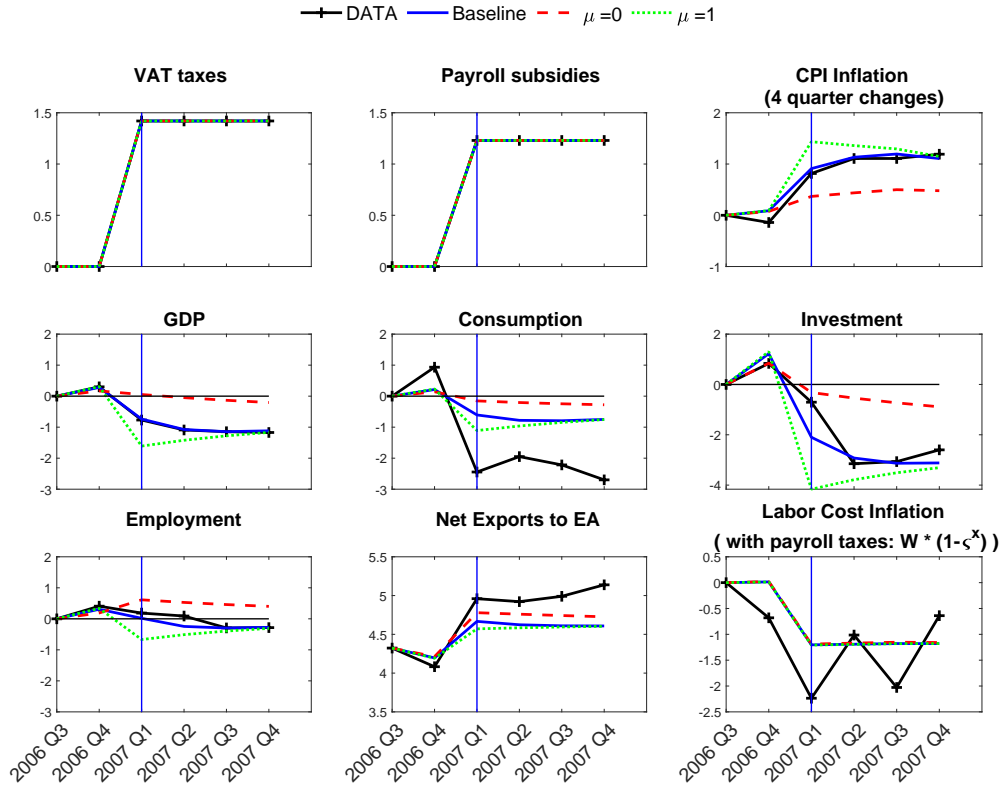 DATA Baseline μ =0 μ =1
VAT taxes
1.5
1
0.5
0
Payroll subsidies
1.5
1
0.5
0
CPI Inflation
(4 quarter changes)
2
1
0
-1
GDP
2
1
0
-1
-2
-3
Consumption
2
1
0
-1
-2
-3
Investment
2
0
-2
-4
Employment
2
1
0
-1
-2
-3
2006 Q3
2006 Q4
2007 Q1
2007 Q2
2007 Q3
2007 Q4
Net Exports to EA
5.5
5
4.5
4
3.5
2006 Q3
2006 Q4
2007 Q1
2007 Q2
2007 Q3
2007 Q4
Labor Cost Inflation
( with payroll taxes: W * (1-ς^x) )
0.5
0
-0.5
-1
-1.5
-2
-2.5
2006 Q3
2006 Q4
2007 Q1
2007 Q2
2007 Q3
2007 Q4